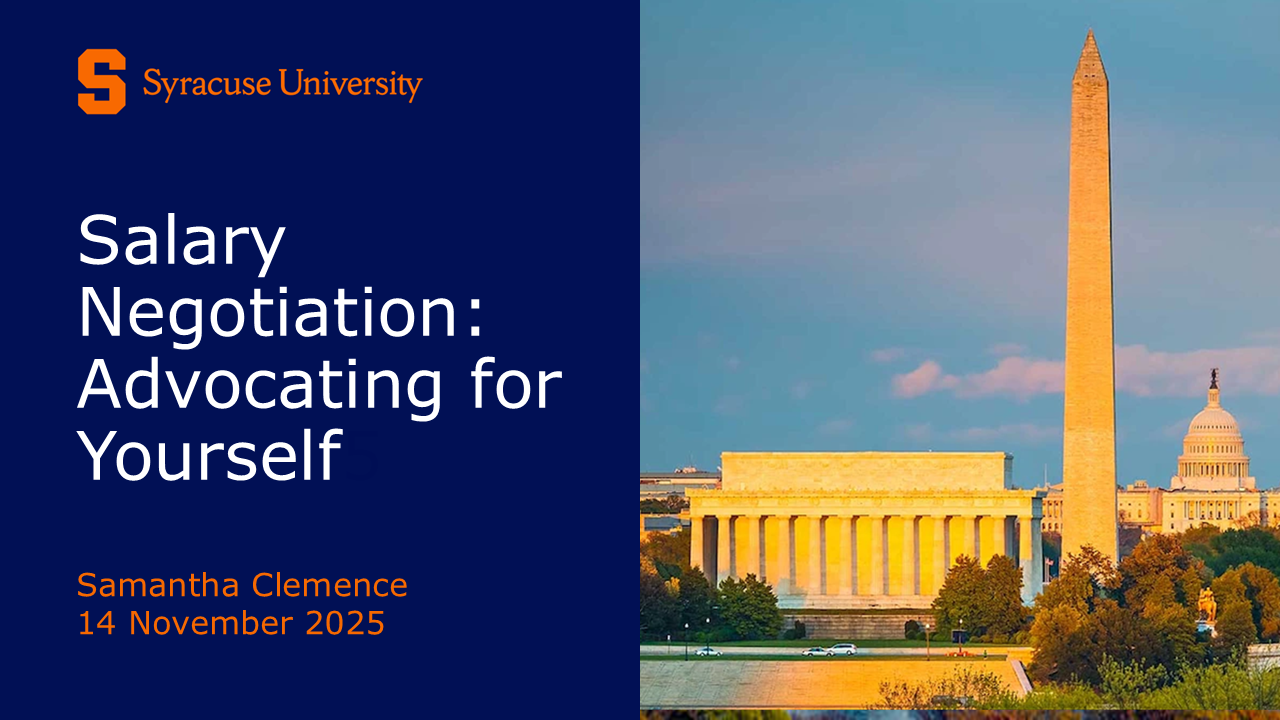 S Syracuse University
Salary
Negotiation:
Advocating for
Yourself
Samantha Clemence
14 November 2025